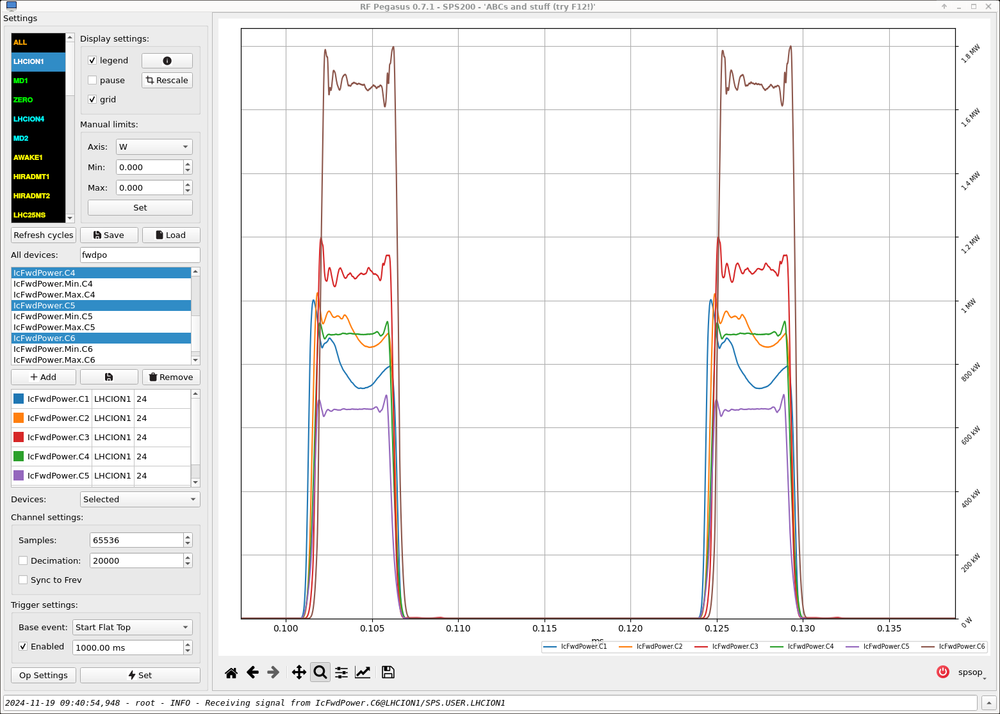 RF Pegasus 0.7.1 - SPS200 - 'ABCs and stuff (try F12!)'
Settings
ALL
LHCION1
MD1
ZERO
LHCION4
MD2
AWAKE1
HIRADMT1
HIRADMT2
LHC25NS
Display settings:
legend
pause
Rescale
grid
Manual limits:
Axis: W
Min: 0.000
Max: 0.000
Set
Refresh cycles Save Load
All devices: fwdpo
IcFwdPower.C4
IcFwdPower.Min.C4
IcFwdPower.Max.C4
IcFwdPower.C5
IcFwdPower.Min.C5
IcFwdPower.Max.C5
IcFwdPower.C6
IcFwdPower.Min.C6
IcFwdPower.Max.C6
+ Add Remove
IcFwdPower.C1 LHCION1 24
IcFwdPower.C2 LHCION1 24
IcFwdPower.C3 LHCION1 24
IcFwdPower.C4 LHCION1 24
IcFwdPower.C5 LHCION1 24
Devices: Selected
Channel settings:
Samples: 65536
Decimation: 20000
Sync to Frev
Trigger settings:
Base event: Start Flat Top
Enabled 1000.00 ms
Op Settings Set
1.8 MW
1.6 MW
1.4 MW
1.2 MW
1 MW
800 kW
600 kW
400 kW
200 kW
0 W
0.100 0.105 0.110 0.115 0.120 0.125 0.130 0.135
ms
IcFwdPower.C1 IcFwdPower.C2 IcFwdPower.C3 IcFwdPower.C4 IcFwdPower.C5 IcFwdPower.C6
spsop
2024-11-19 09:40:54,948 - root - INFO - Receiving signal from IcFwdPower.C6@LHCION1/SPS.USER.LHCION1